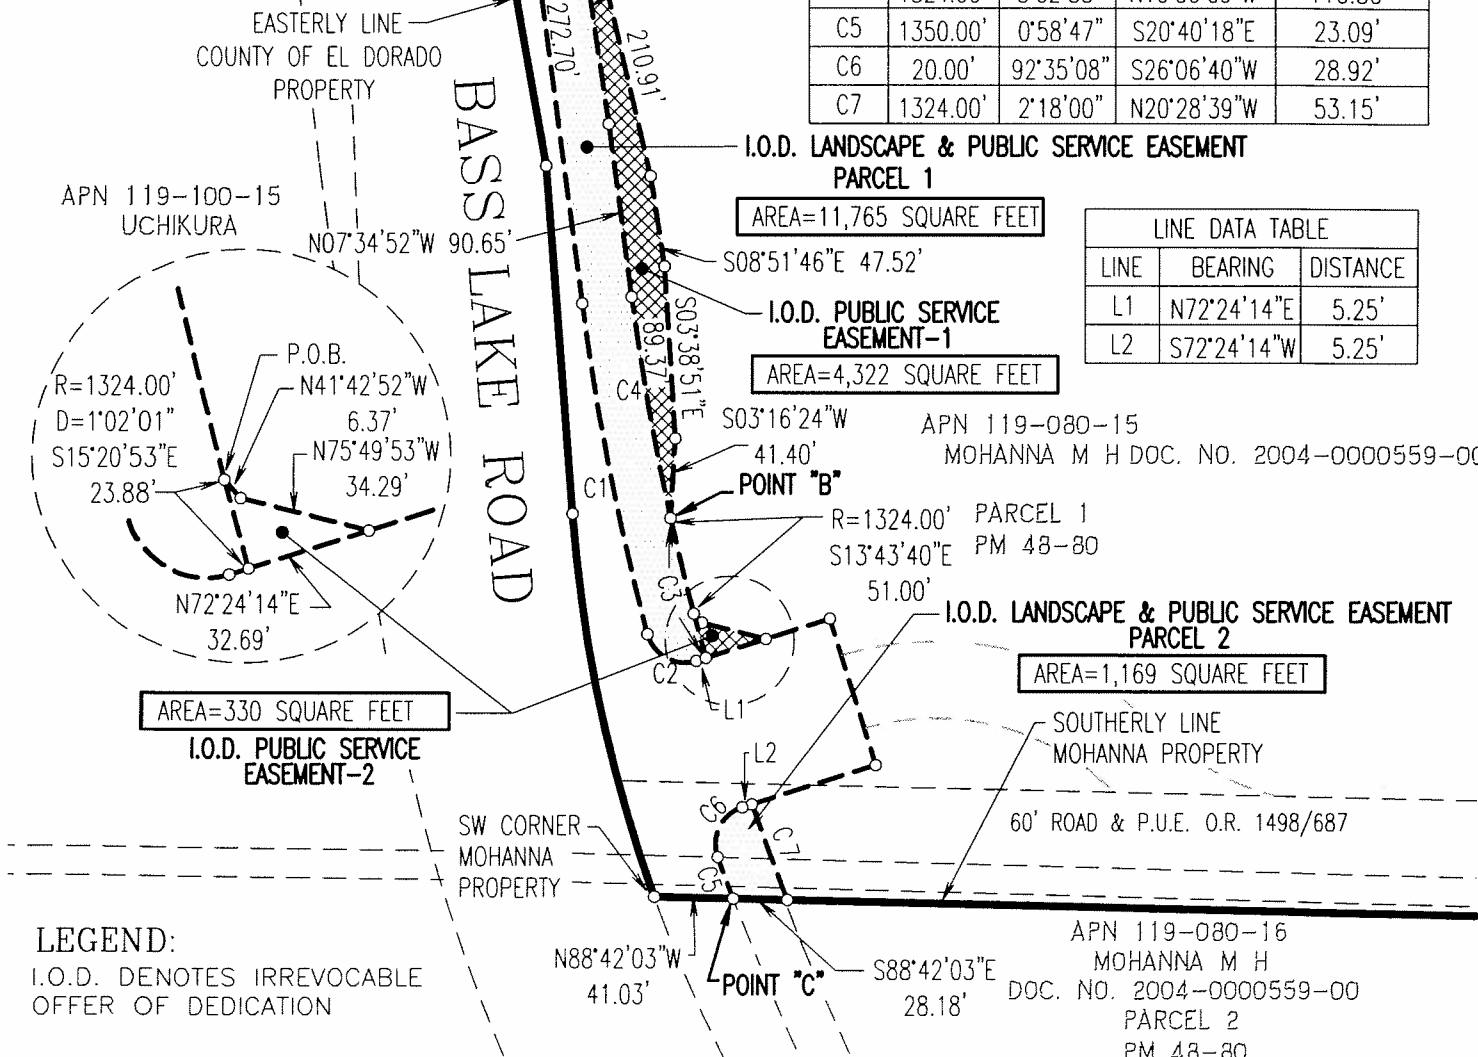 EASTERLY LINE
COUNTY OF EL DORADO
PROPERTY
272.70'
210.91'
C5 1350.00' 0°58'47" S20°40'18"E 23.09'
C6 20.00' 92°35'08" S26°06'40"W 28.92'
C7 1324.00' 2°18'00" N20°28'39"W 53.15'
BASS LAKE ROAD
I.O.D. LANDSCAPE & PUBLIC SERVICE EASEMENT
PARCEL 1
AREA=11,765 SQUARE FEET
APN 119-100-15
UCHIKURA
N07°34'52"W 90.65'
S08°51'46"E 47.52'
LINE DATA TABLE
LINE BEARING DISTANCE
L1 N72°24'14"E 5.25'
L2 S72°24'14"W 5.25'
I.O.D. PUBLIC SERVICE
EASEMENT-1
AREA=4,322 SQUARE FEET
S03°38'51"E
89.37'
C4
P.O.B.
R=1324.00'
D=1°02'01"
S15°20'53"E
23.88'
N41°42'52"W
6.37'
N75°49'53"W
34.29'
N72°24'14"E
32.69'
S03°16'24"W
41.40'
POINT "B"
APN 119-080-15
MOHANNA M H DOC. NO. 2004-0000559-00
PARCEL 1
PM 48-80
C1
R=1324.00'
S13°43'40"E
51.00'
C3
C2
L1
I.O.D. LANDSCAPE & PUBLIC SERVICE EASEMENT
PARCEL 2
AREA=1,169 SQUARE FEET
AREA=330 SQUARE FEET
I.O.D. PUBLIC SERVICE
EASEMENT-2
SOUTHERLY LINE
MOHANNA PROPERTY
L2
C6
C7
C5
60' ROAD & P.U.E. O.R. 1498/687
SW CORNER
MOHANNA
PROPERTY
LEGEND:
I.O.D. DENOTES IRREVOCABLE
OFFER OF DEDICATION
N88°42'03"W
41.03'
POINT "C"
S88°42'03"E
28.18'
APN 119-080-16
MOHANNA M H
DOC. NO. 2004-0000559-00
PARCEL 2
PM 48-80